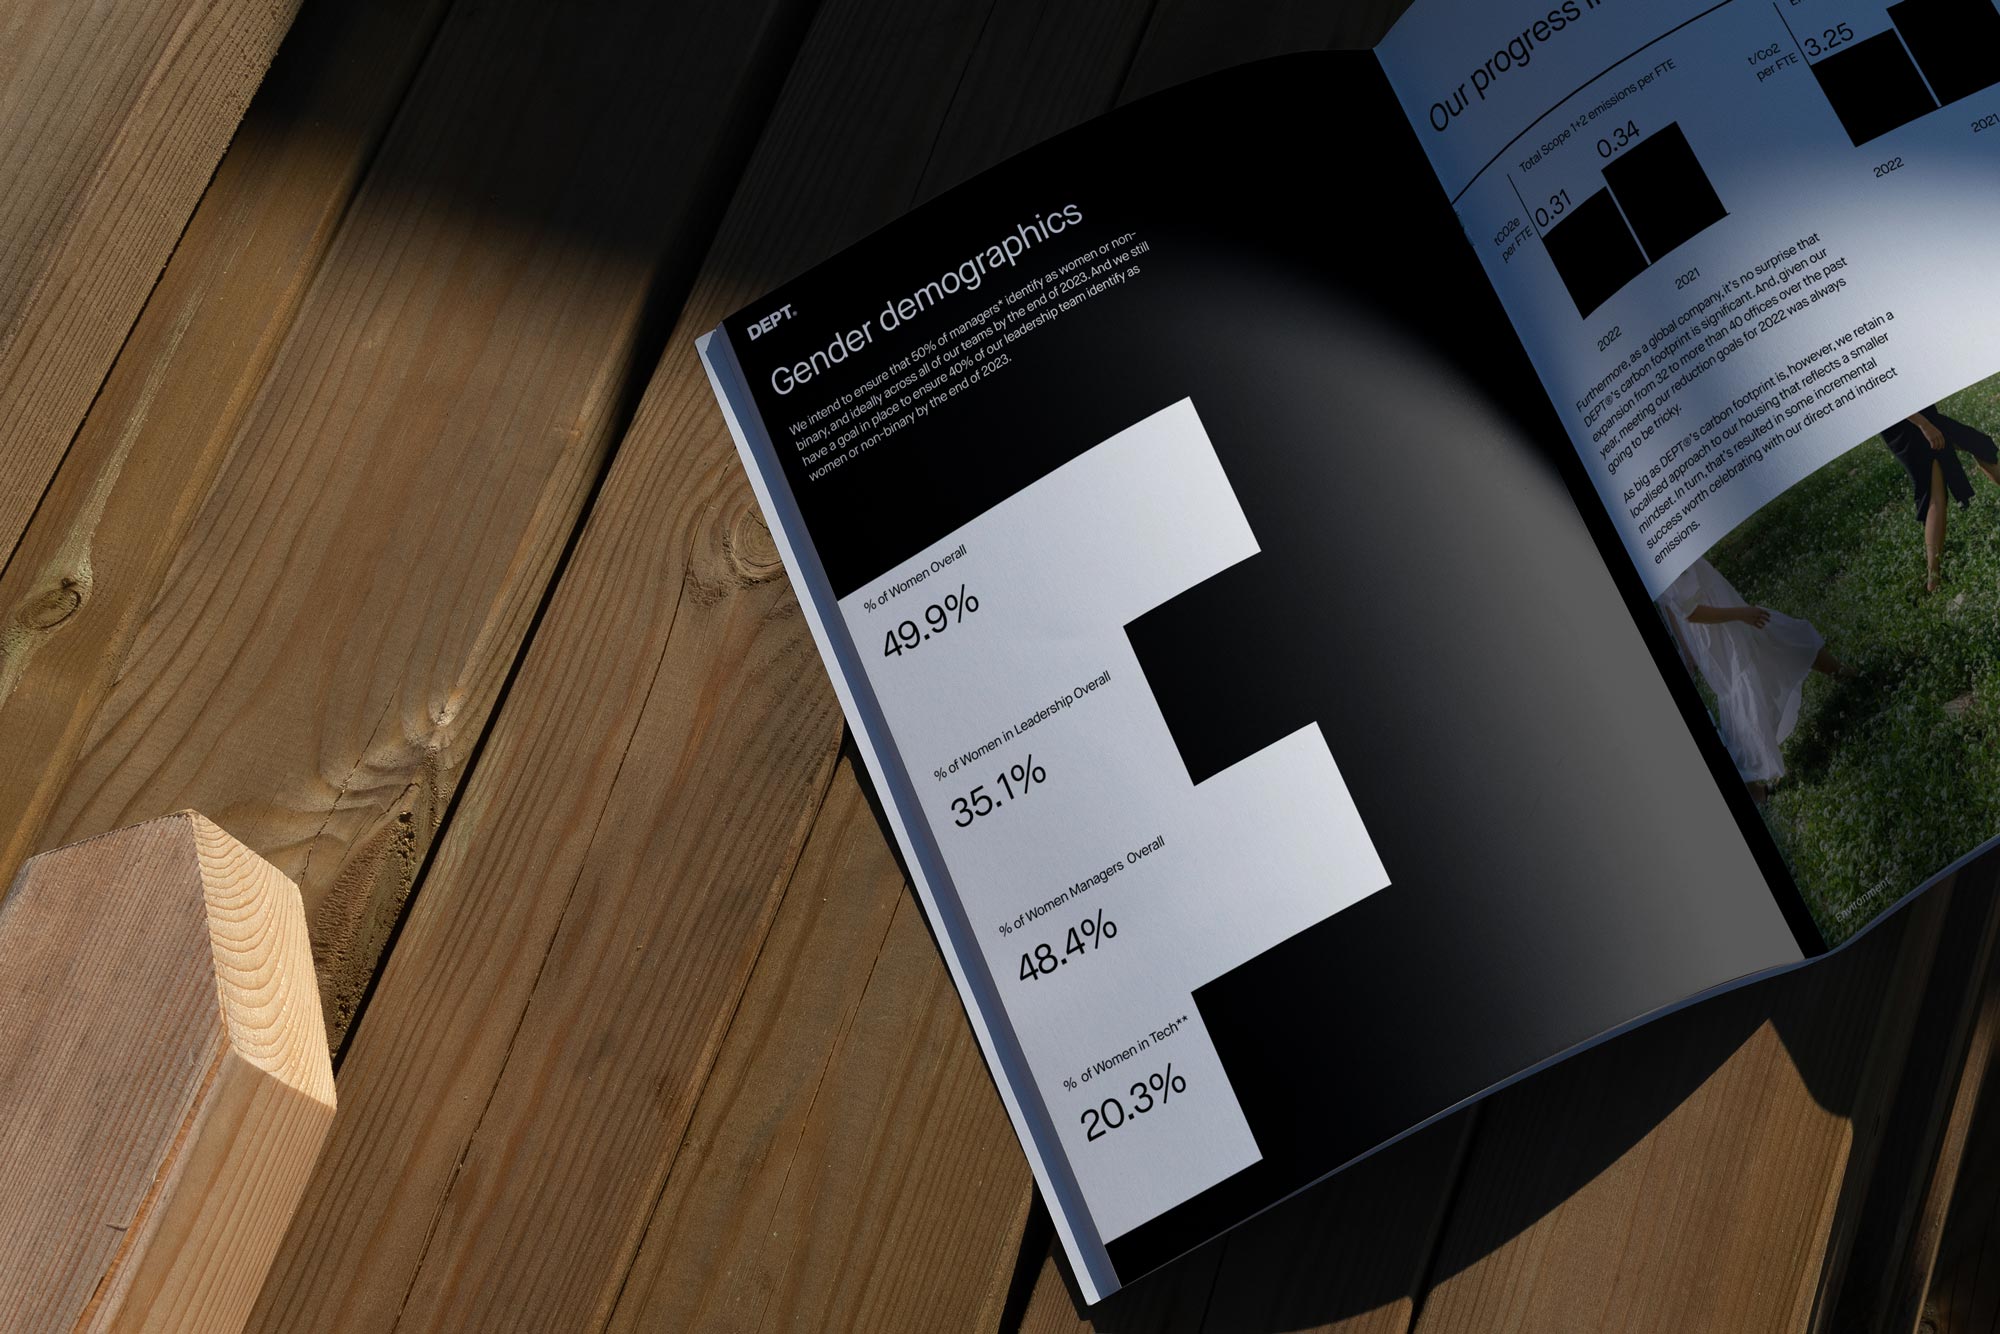 DEPT®
Gender demographics
We intend to ensure that 50% of managers* identify as women or non-
binary, and ideally across all of our teams by the end of 2023. And we still
have a goal in place to ensure 40% of our leadership team identify as
women or non-binary by the end of 2023.
% of Women Overall
49.9%
% of Women in Leadership Overall
35.1%
% of Women Managers Overall
48.4%
% of Women in Tech**
20.3%
Our progress
Total Scope 1+2 emissions per FTE
tCO2e
per FTE
0.31
0.34
2022
2021
t/Co2
per FTE
3.25
2022
2021
Furthermore, as a global company, it's no surprise that
DEPT®'s carbon footprint is significant. And, given our
expansion from 32 to more than 40 offices over the past
year, meeting our reduction goals for 2022 was always
going to be tricky.
As big as DEPT®'s carbon footprint is, however, we retain a
localised approach to our housing that reflects a smaller
mindset. In turn, that's resulted in some incremental
success worth celebrating with our direct and indirect
emissions.
Environment